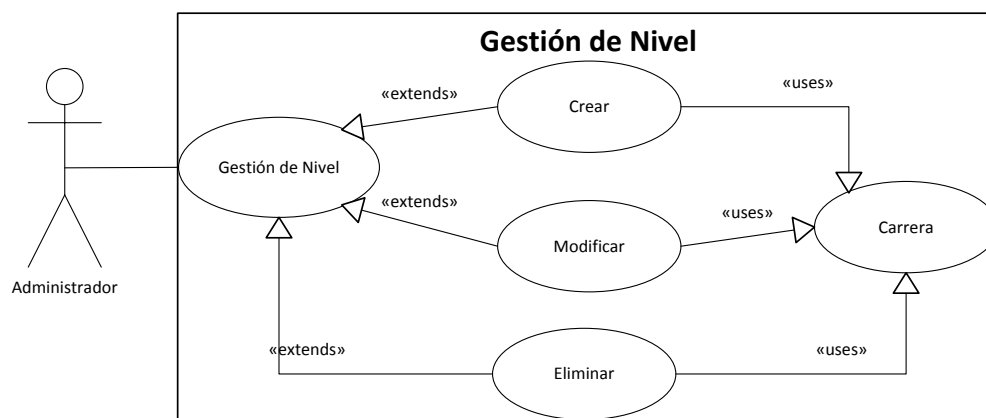 Gestión de Nivel
«extends»
Crear
«uses»
Gestión de Nivel
«extends»
Modificar
«uses»
Carrera
Administrador
«extends»
Eliminar
«uses»